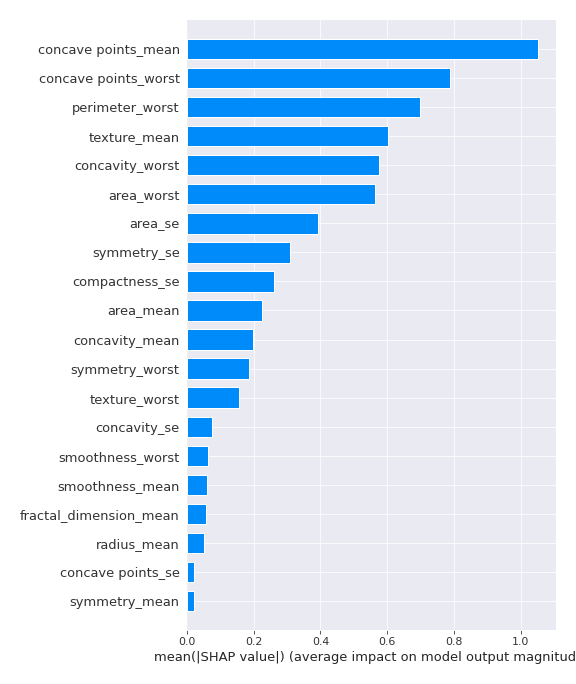 concave points_mean
concave points_worst
perimeter_worst
texture_mean
concavity_worst
area_worst
area_se
symmetry_se
compactness_se
area_mean
concavity_mean
symmetry_worst
texture_worst
concavity_se
smoothness_worst
smoothness_mean
fractal_dimension_mean
radius_mean
concave points_se
symmetry_mean
0.0 0.2 0.4 0.6 0.8 1.0
mean(|SHAP value|) (average impact on model output magnitud